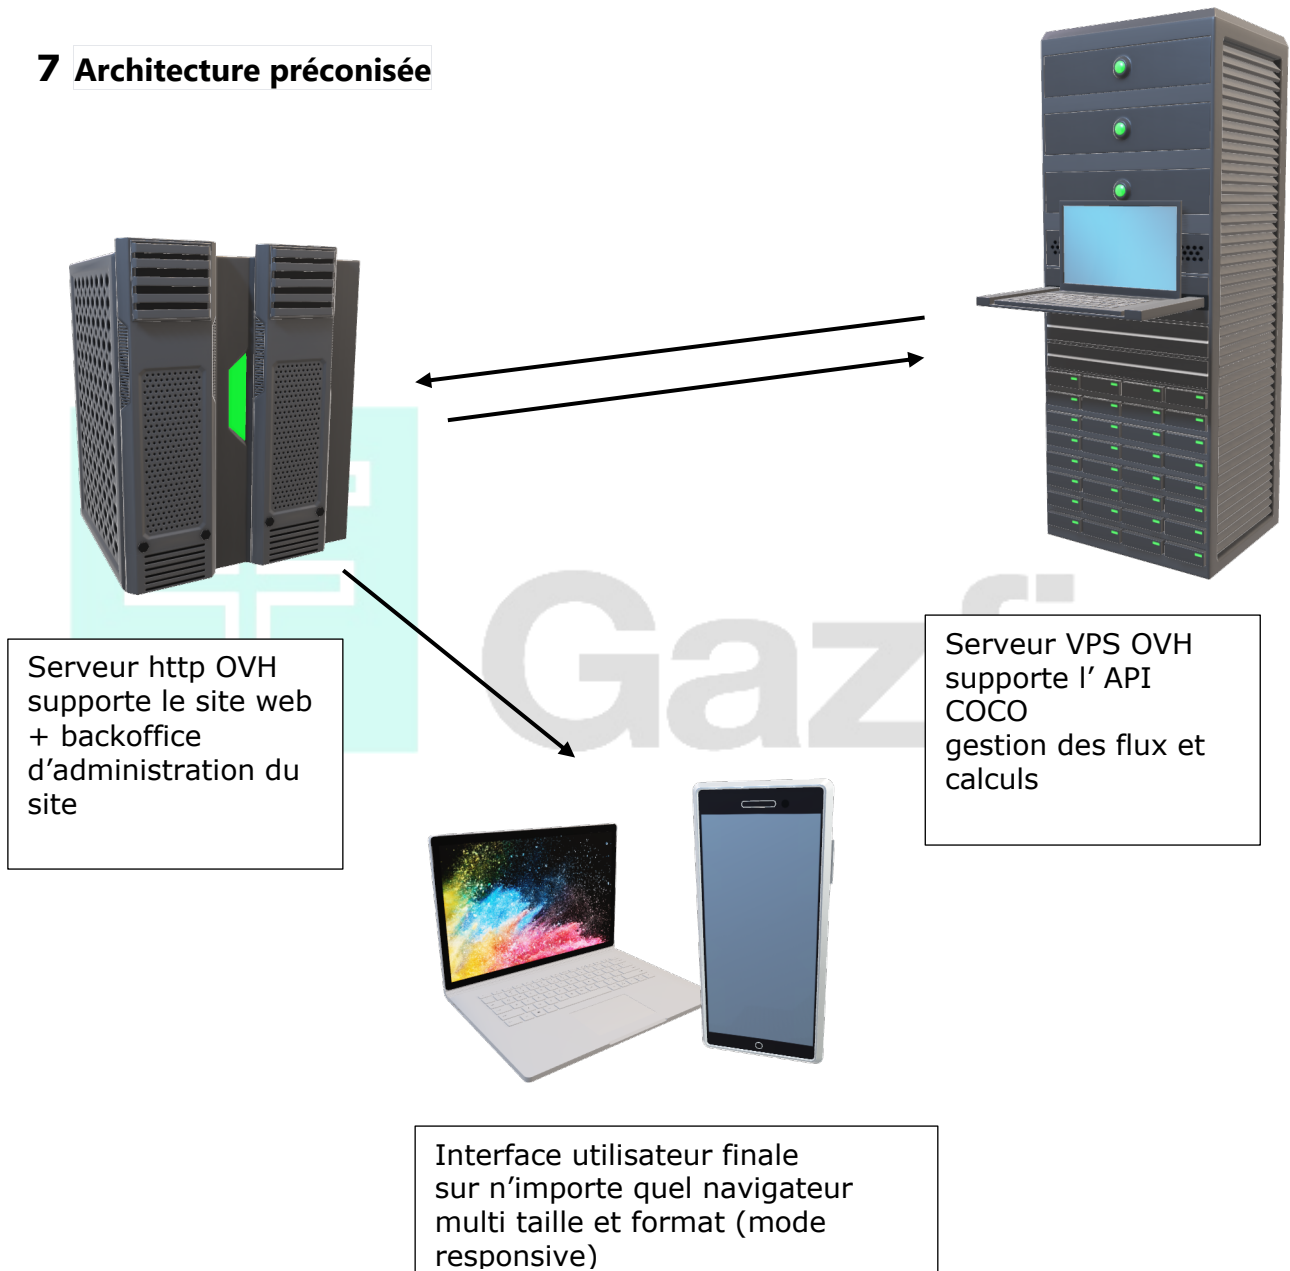 7 Architecture préconisée
Serveur http OVH
supporte le site web
+ backoffice
d’administration du
site
Gazfi
Serveur VPS OVH
supporte l’ API
COCO
gestion des flux et
calculs
Interface utilisateur finale
sur n’importe quel navigateur
multi taille et format (mode
responsive)